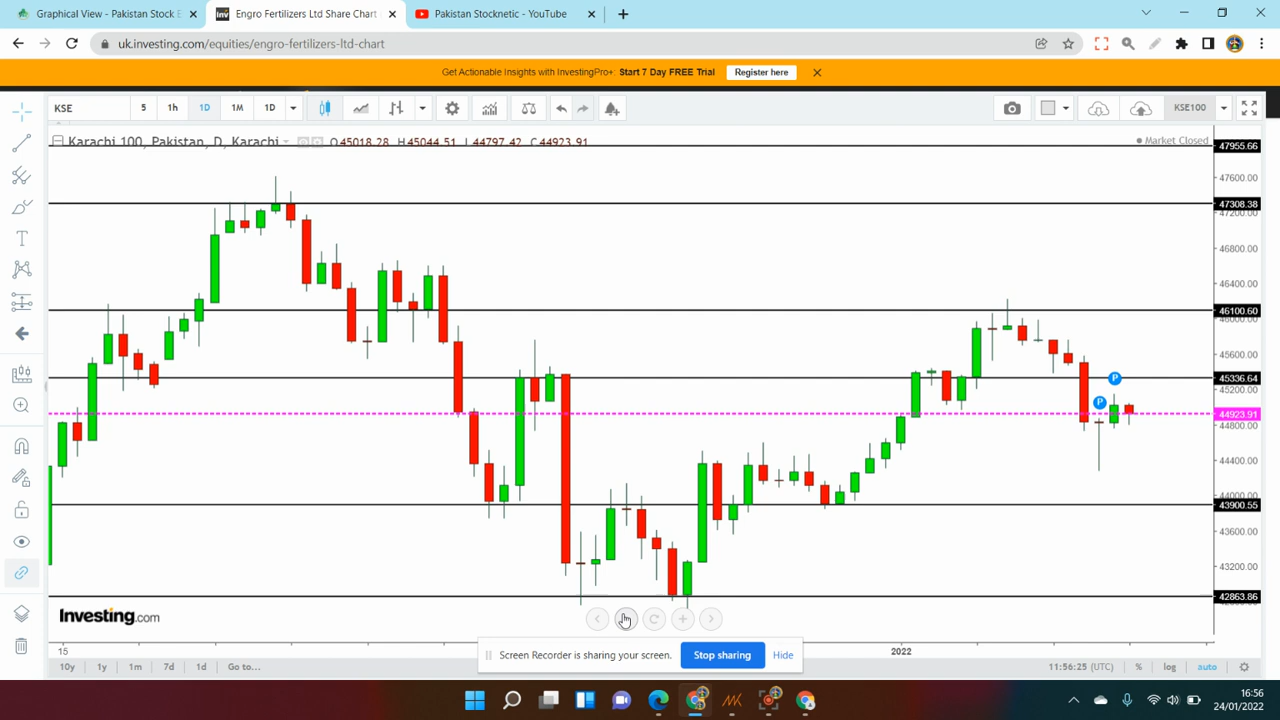 Graphical View - Pakistan Stock E
Engro Fertilizers Ltd Share Chart
Pakistan Stocknetic - YouTube
uk.investing.com/equities/engro-fertilizers-ltd-chart
Get Actionable Insights with InvestingPro+: Start 7 Day FREE Trial
Register here
KSE
5
1h
1D
1M
1D
KSE100
Karachi 100, Pakistan, D, Karachi
O45018.28 H45044.51 L44797.42 C44923.91
Market Closed
47955.66
47600.00
47308.38
47200.00
46800.00
46400.00
46100.60
46000.00
45600.00
45336.64
45200.00
44923.91
44800.00
44400.00
44000.00
43900.55
43600.00
43200.00
42863.86
P
P
Investing.com
15
2022
Screen Recorder is sharing your screen.
Stop sharing
Hide
10y
1y
1m
7d
1d
Go to...
11:56:25 (UTC)
%
log
auto
16:56
24/01/2022